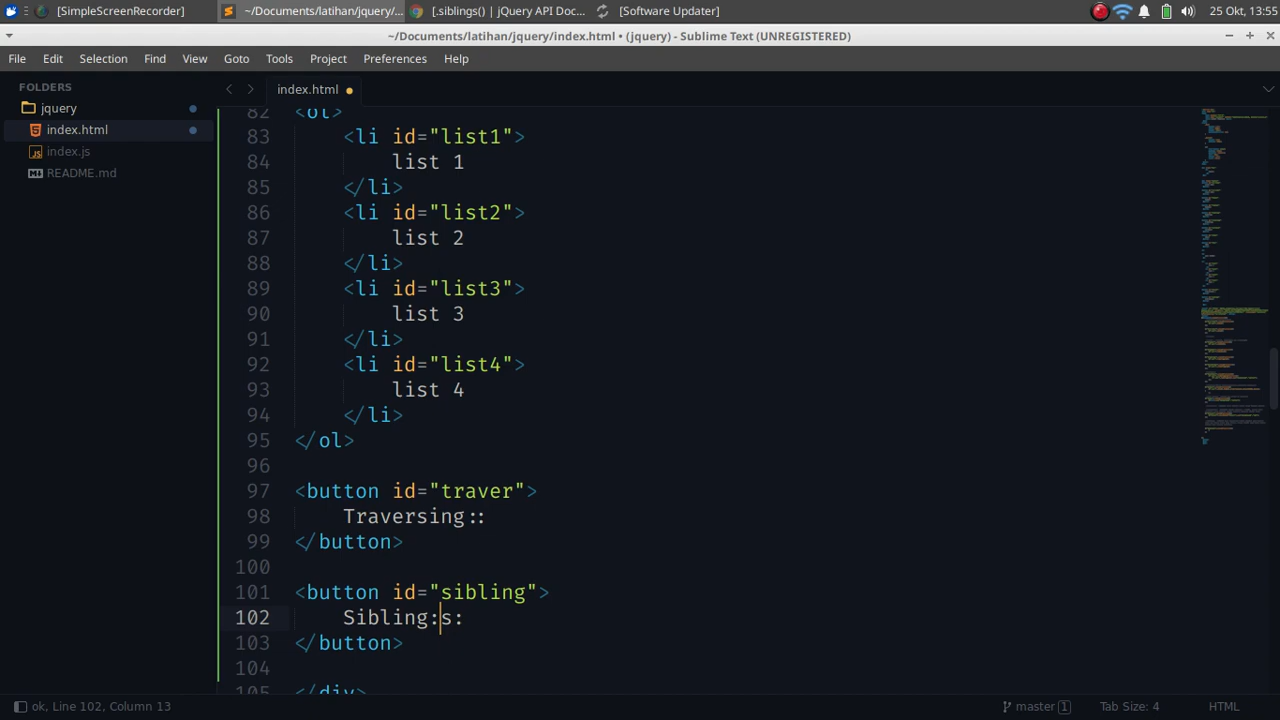 [SimpleScreenRecorder]
~/Documents/latihan/jquery/...
[.siblings() | jQuery API Doc...
[Software Updater]
25 Okt, 13:55
~/Documents/latihan/jquery/index.html • (jquery) - Sublime Text (UNREGISTERED)
File Edit Selection Find View Goto Tools Project Preferences Help
FOLDERS
jquery
index.html
index.js
README.md
index.html
82 <ol>
83 <li id="list1">
84 list 1
85 </li>
86 <li id="list2">
87 list 2
88 </li>
89 <li id="list3">
90 list 3
91 </li>
92 <li id="list4">
93 list 4
94 </li>
95 </ol>
96
97 <button id="traver">
98 Traversing::
99 </button>
100
101 <button id="sibling">
102 Sibling:s:
103 </button>
104
105 </div>
ok, Line 102, Column 13
master 1
Tab Size: 4
HTML